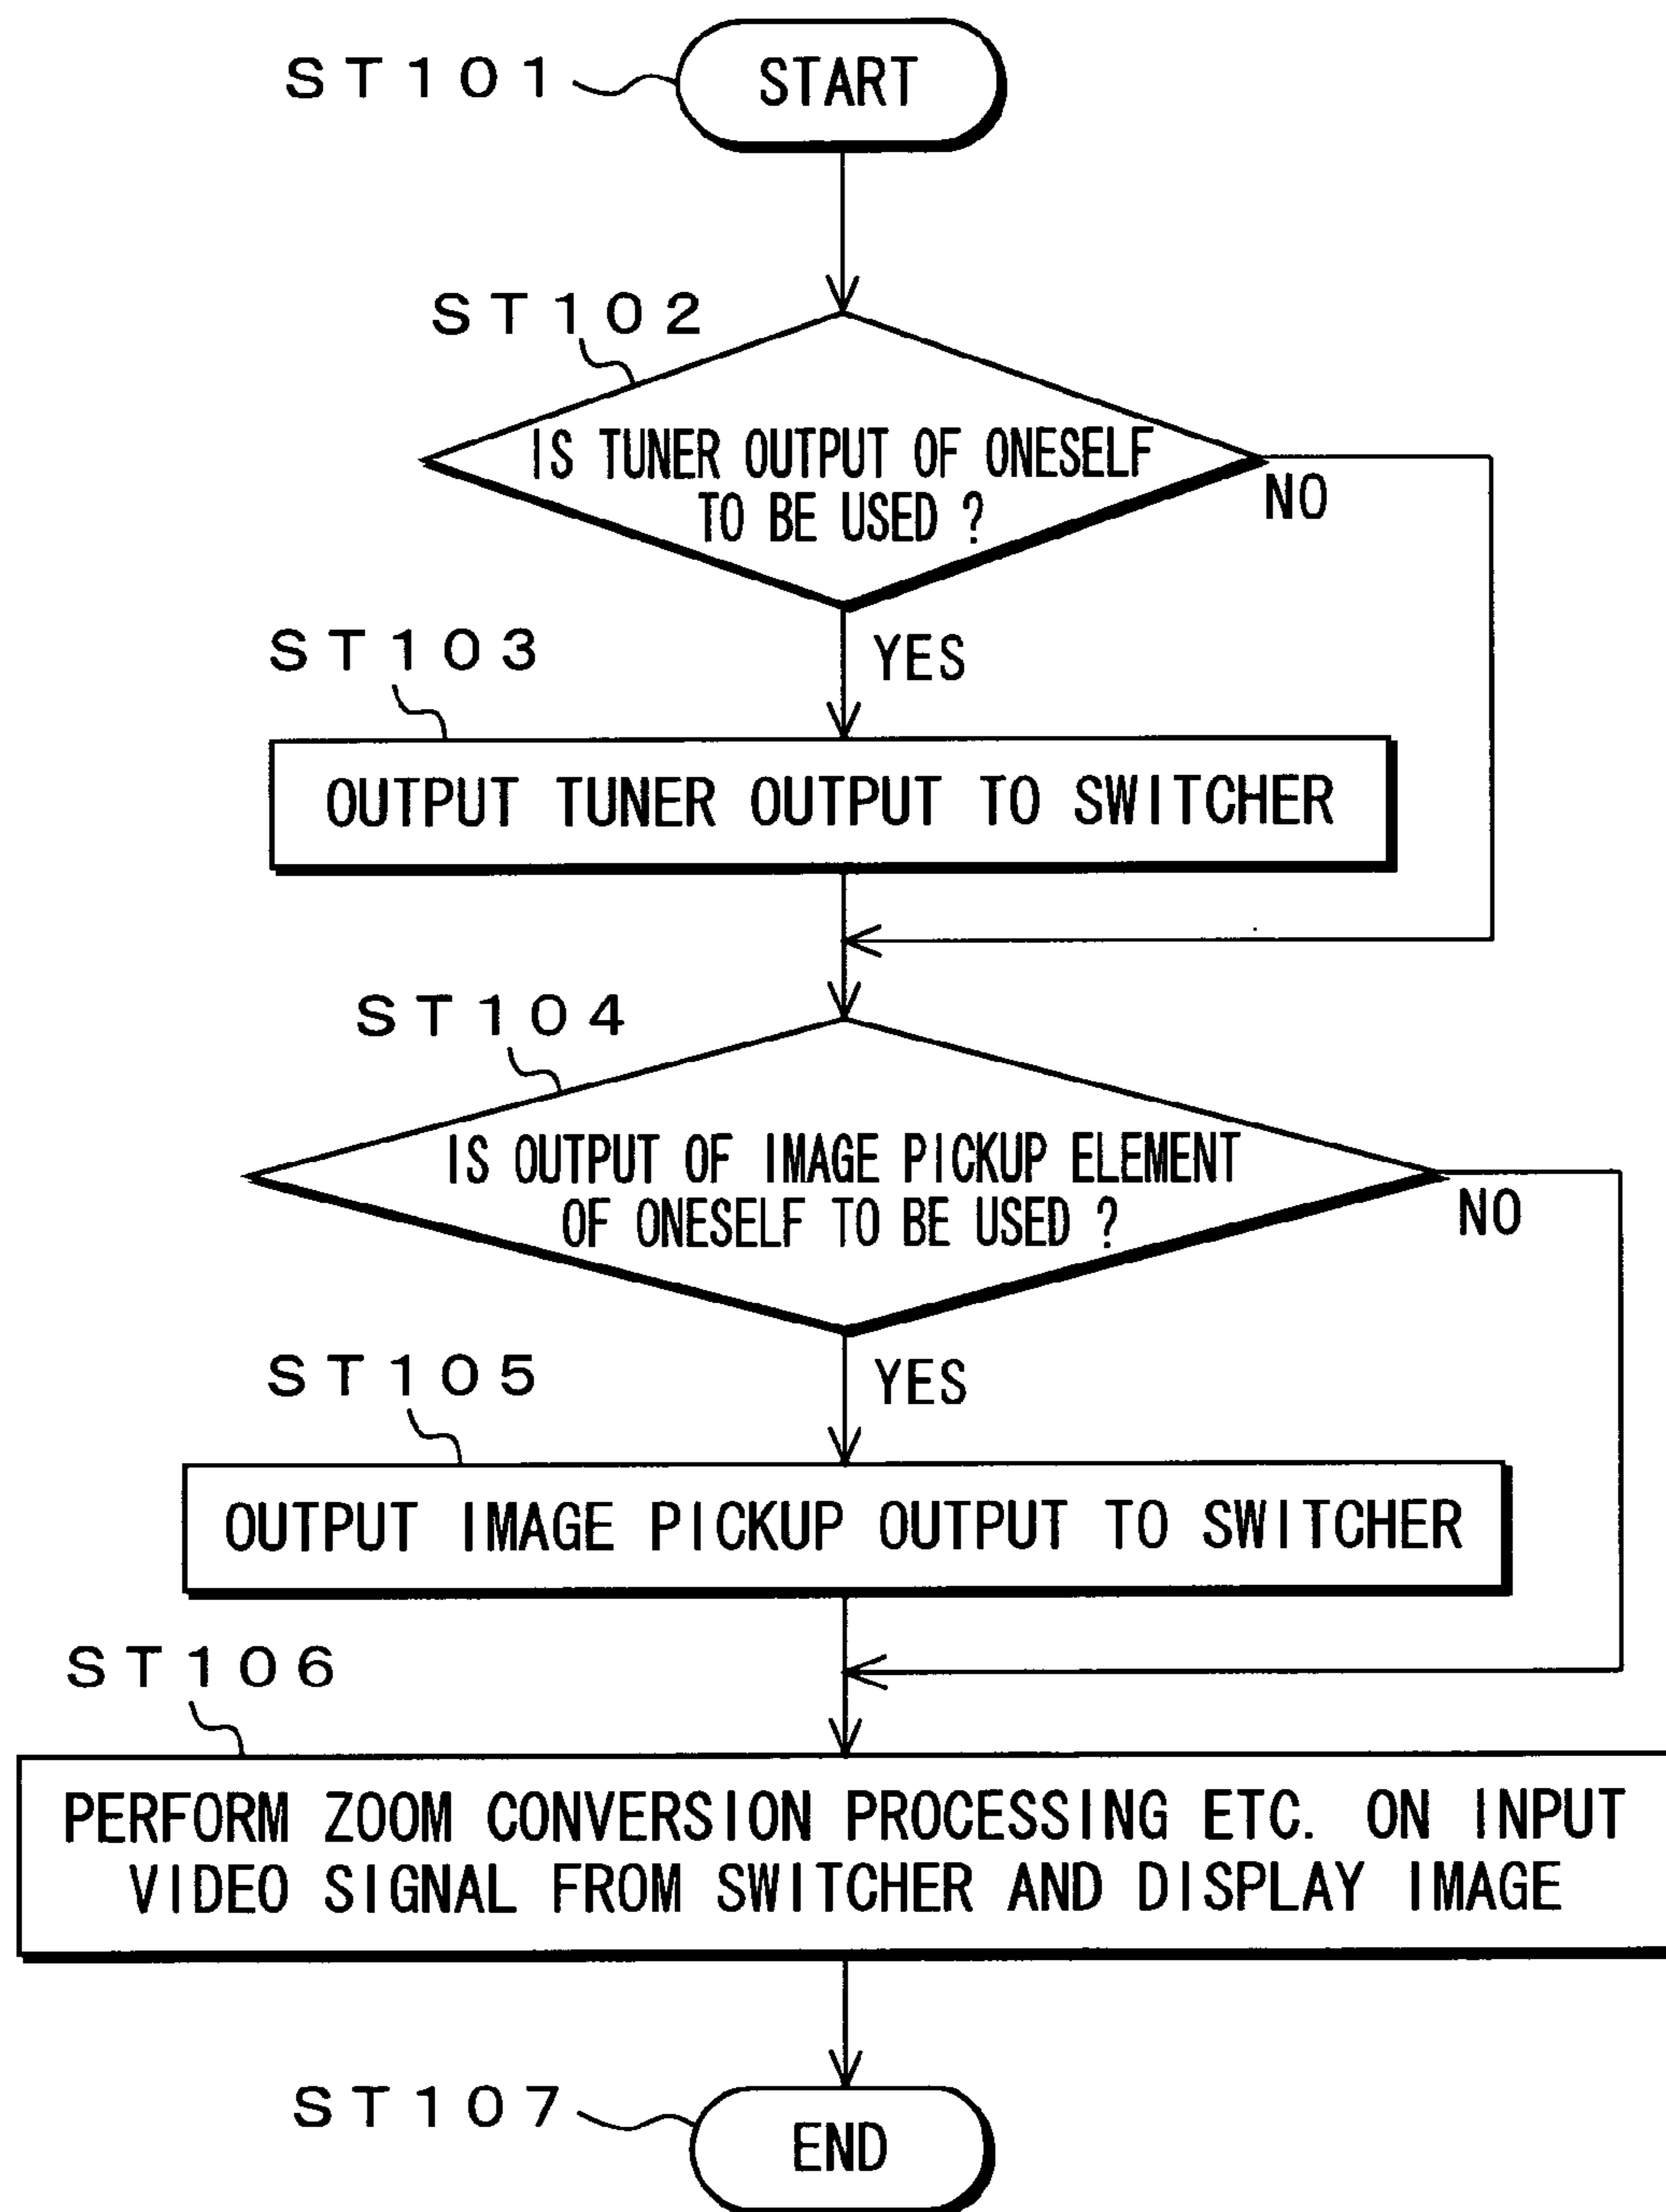 ST101
START
ST102
IS TUNER OUTPUT OF ONESELF
TO BE USED ?
NO
YES
ST103
OUTPUT TUNER OUTPUT TO SWITCHER
ST104
IS OUTPUT OF IMAGE PICKUP ELEMENT
OF ONESELF TO BE USED ?
NO
YES
ST105
OUTPUT IMAGE PICKUP OUTPUT TO SWITCHER
ST106
PERFORM ZOOM CONVERSION PROCESSING ETC. ON INPUT
VIDEO SIGNAL FROM SWITCHER AND DISPLAY IMAGE
ST107
END